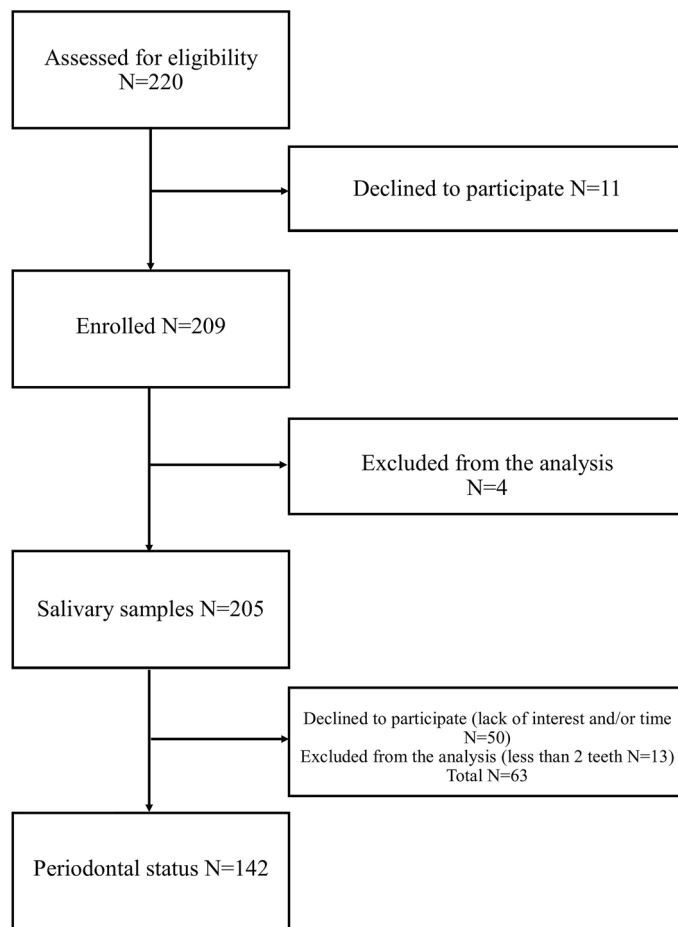 Assessed for eligibility
N=220
Declined to participate N=11
Enrolled N=209
Excluded from the analysis
N=4
Salivary samples N=205
Declined to participate (lack of interest and/or time
N=50)
Excluded from the analysis (less than 2 teeth N=13)
Total N=63
Periodontal status N=142